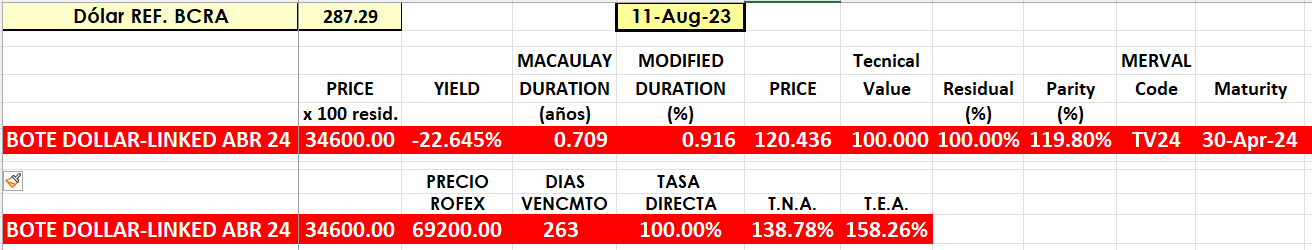 Dólar REF. BCRA 287.29 11-Aug-23
MACAULAY MODIFIED Tecnical MERVAL
PRICE YIELD DURATION DURATION PRICE Value Residual Parity Code Maturity
x 100 resid. (años) (%) (%) (%)
BOTE DOLLAR-LINKED ABR 24 34600.00 -22.645% 0.709 0.916 120.436 100.000 100.00% 119.80% TV24 30-Apr-24
PRECIO DIAS TASA
ROFEX VENCMTO DIRECTA T.N.A. T.E.A.
BOTE DOLLAR-LINKED ABR 24 34600.00 69200.00 263 100.00% 138.78% 158.26%